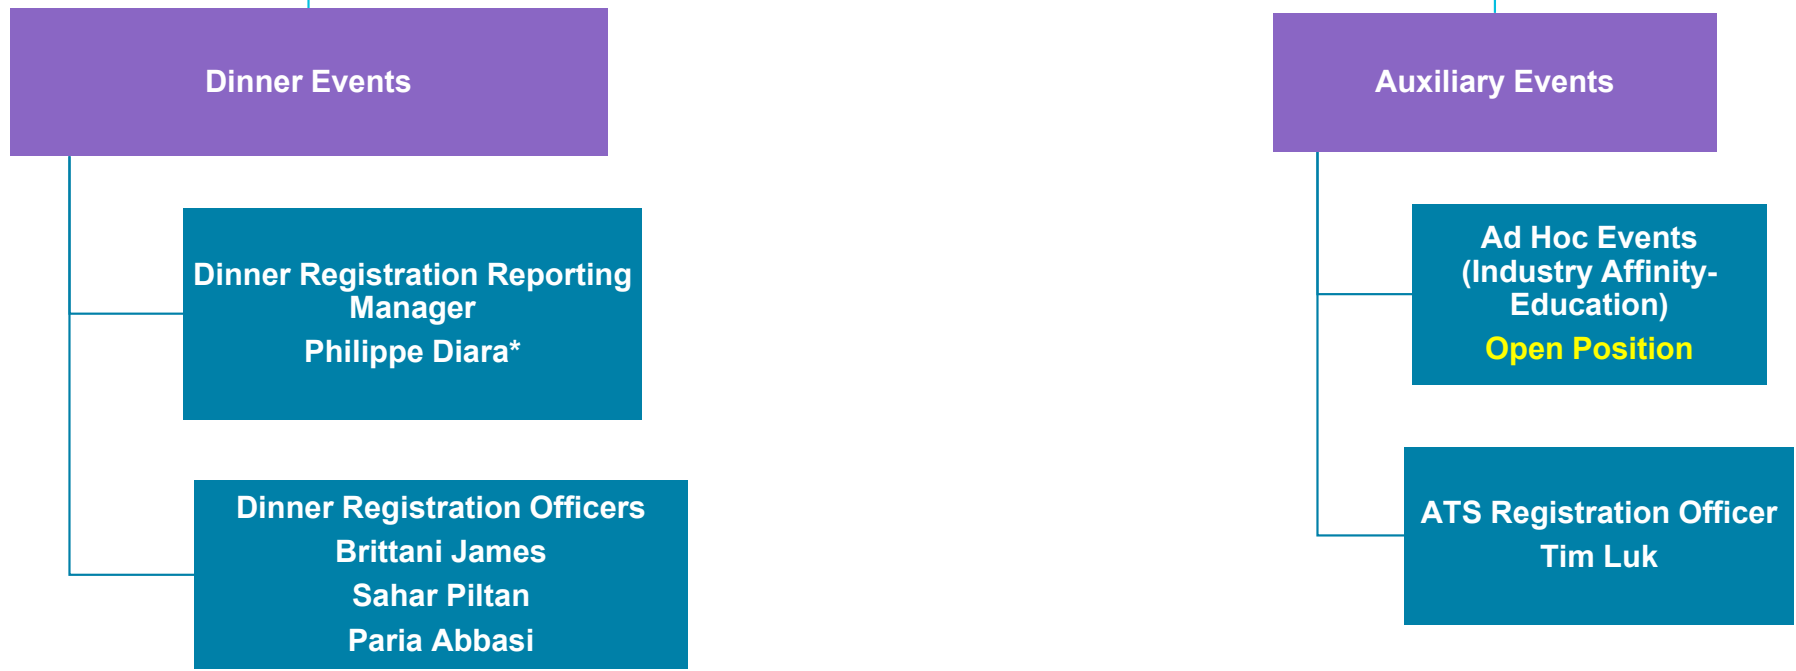 Dinner Events
Dinner Registration Reporting
Manager
Philippe Diara*
Dinner Registration Officers
Brittani James
Sahar Piltan
Paria Abbasi
Auxiliary Events
Ad Hoc Events
(Industry Affinity-
Education)
Open Position
ATS Registration Officer
Tim Luk